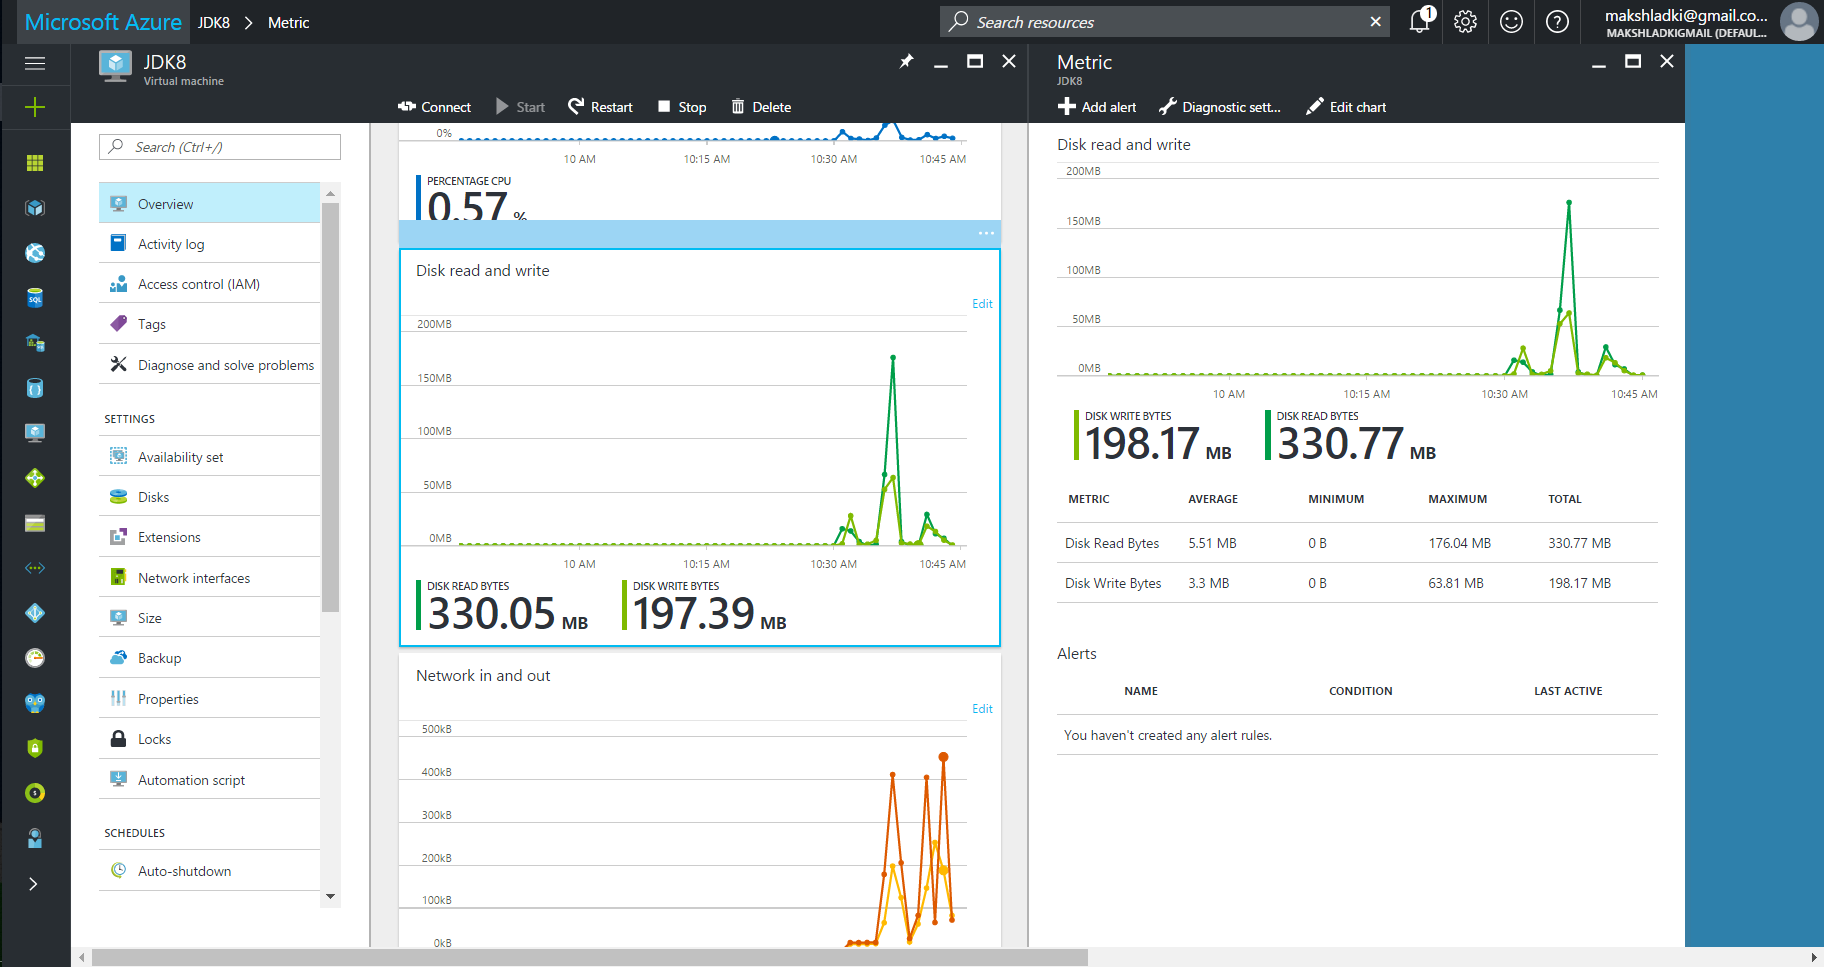 Microsoft Azure JDK8 > Metric
Search resources
1
makshladki@gmail.co...
MAKSHLADKIGMAIL (DEFAUL...
JDK8
Virtual machine
Connect Start Restart Stop Delete
Search (Ctrl+/)
Overview
Activity log
Access control (IAM)
Tags
Diagnose and solve problems
SETTINGS
Availability set
Disks
Extensions
Network interfaces
Size
Backup
Properties
Locks
Automation script
SCHEDULES
Auto-shutdown
SQL
0%
10 AM 10:15 AM 10:30 AM 10:45 AM
PERCENTAGE CPU
0.57 %
...
Disk read and write
Edit
200MB
150MB
100MB
50MB
0MB
10 AM 10:15 AM 10:30 AM 10:45 AM
DISK READ BYTES DISK WRITE BYTES
330.05 MB 197.39 MB
Network in and out
Edit
500kB
400kB
300kB
200kB
100kB
0kB
Metric
JDK8
Add alert Diagnostic sett... Edit chart
Disk read and write
200MB
150MB
100MB
50MB
0MB
10 AM 10:15 AM 10:30 AM 10:45 AM
DISK WRITE BYTES DISK READ BYTES
198.17 MB 330.77 MB
METRIC AVERAGE MINIMUM MAXIMUM TOTAL
Disk Read Bytes 5.51 MB 0 B 176.04 MB 330.77 MB
Disk Write Bytes 3.3 MB 0 B 63.81 MB 198.17 MB
Alerts
NAME CONDITION LAST ACTIVE
You haven't created any alert rules.